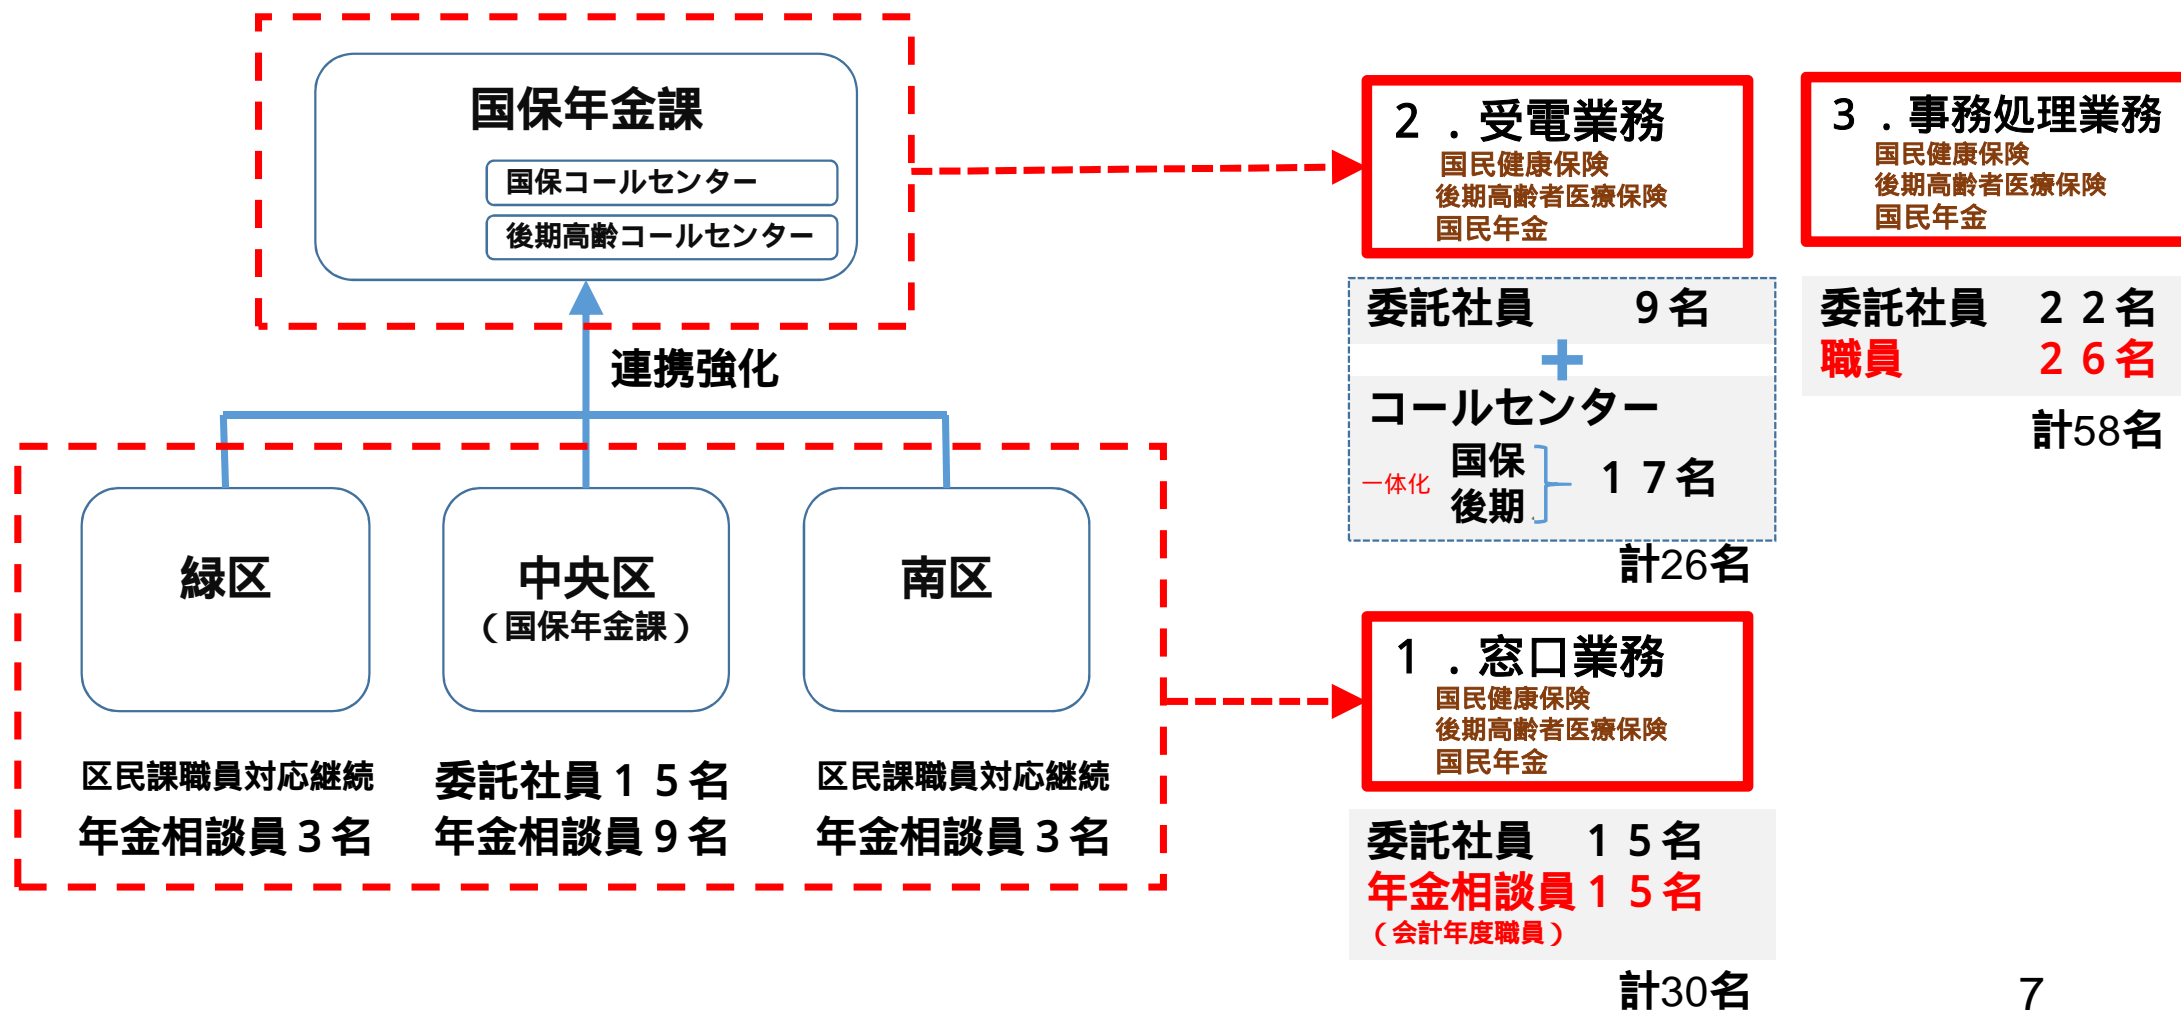 国保年金課
国保コールセンター
後期高齢コールセンター
連携強化
緑区
中央区
（国保年金課）
南区
区民課職員対応継続
年金相談員３名
委託社員１５名
年金相談員９名
区民課職員対応継続
年金相談員３名
２．受電業務
国民健康保険
後期高齢者医療保険
国民年金
委託社員　９名
コールセンター
一体化
国保
後期
１７名
計26名
１．窓口業務
国民健康保険
後期高齢者医療保険
国民年金
委託社員　１５名
年金相談員１５名
（会計年度職員）
計30名
３．事務処理業務
国民健康保険
後期高齢者医療保険
国民年金
委託社員　２２名
職員　２６名
計58名
7